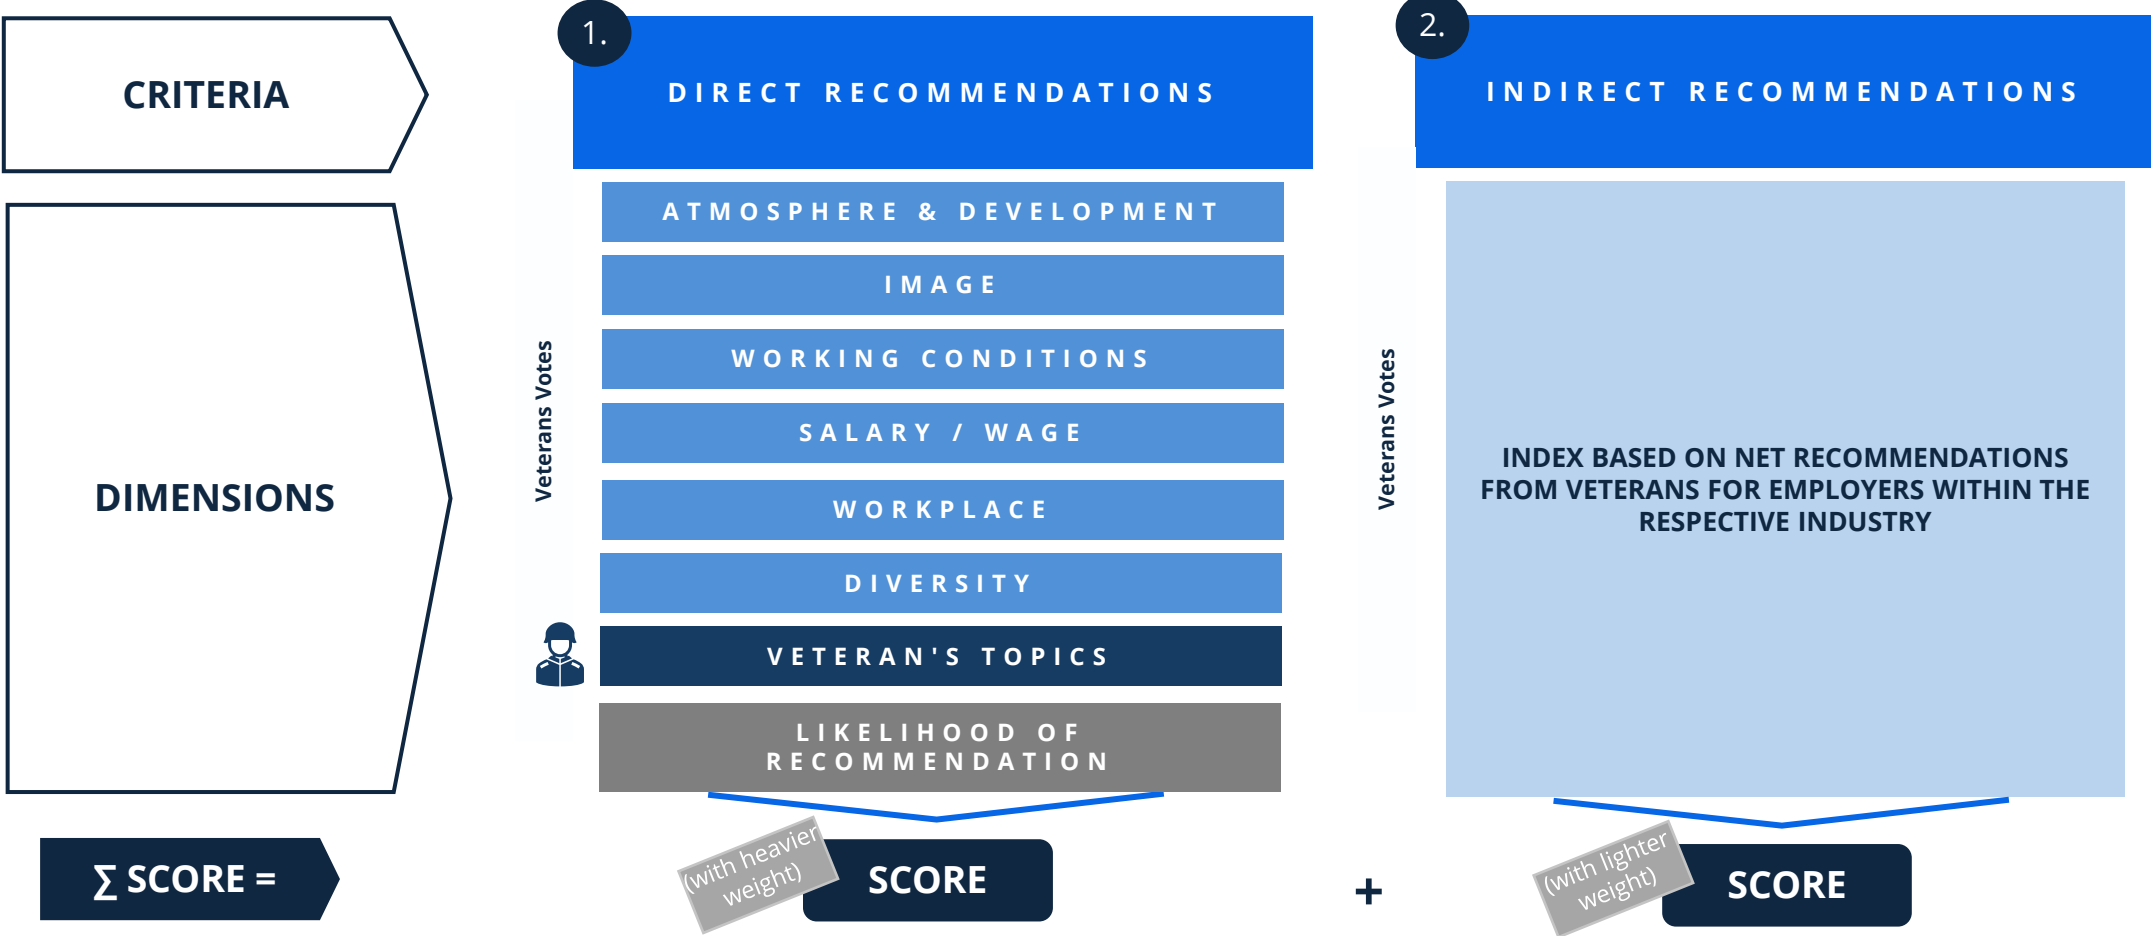 CRITERIA
1.
DIRECT RECOMMENDATIONS
2.
INDIRECT RECOMMENDATIONS
DIMENSIONS
Veterans Votes
ATMOSPHERE & DEVELOPMENT
IMAGE
WORKING CONDITIONS
SALARY / WAGE
WORKPLACE
DIVERSITY
VETERAN'S TOPICS
LIKELIHOOD OF
RECOMMENDATION
Veterans Votes
INDEX BASED ON NET RECOMMENDATIONS
FROM VETERANS FOR EMPLOYERS WITHIN THE
RESPECTIVE INDUSTRY
∑ SCORE =
(with heavier
weight)
SCORE
+
(with lighter
weight)
SCORE